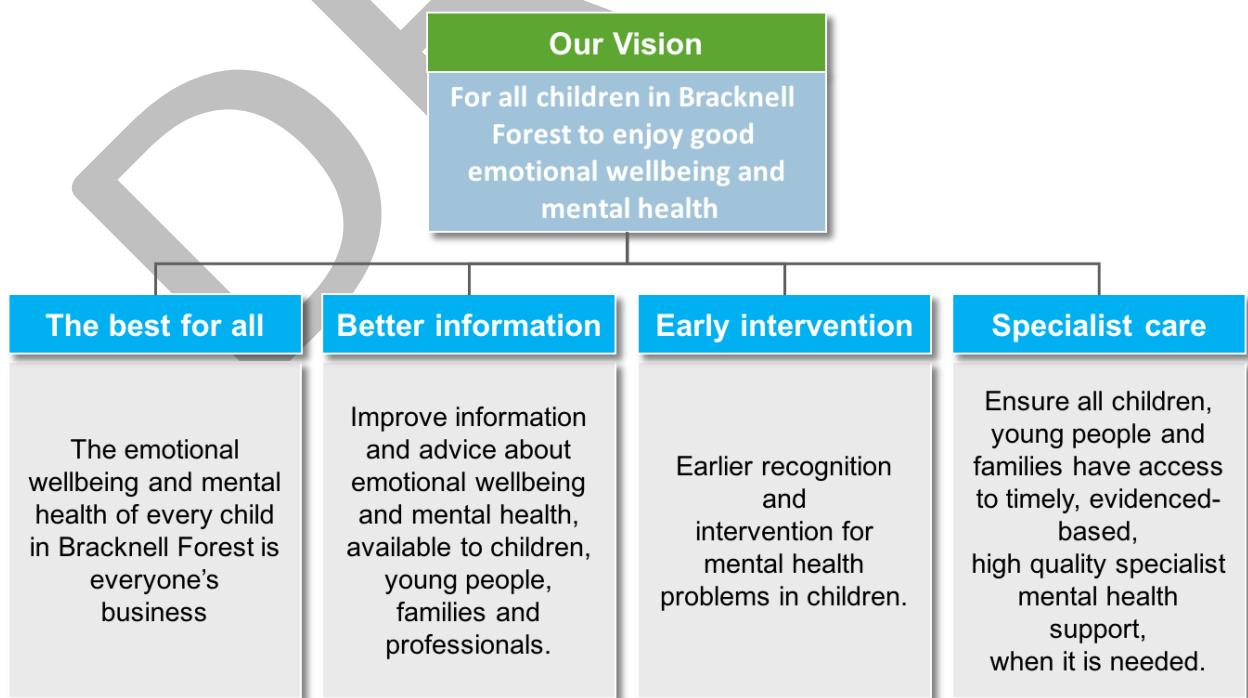 Our Vision
For all children in Bracknell
Forest to enjoy good
emotional wellbeing and
mental health
The best for all
The emotional
wellbeing and mental
health of every child
in Bracknell Forest is
everyone’s
business
Better information
Improve information
and advice about
emotional wellbeing
and mental health,
available to children,
young people,
families and
professionals.
Early intervention
Earlier recognition
and
intervention for
mental health
problems in children.
Specialist care
Ensure all children,
young people and
families have access
to timely, evidenced-
based,
high quality specialist
mental health
support,
when it is needed.